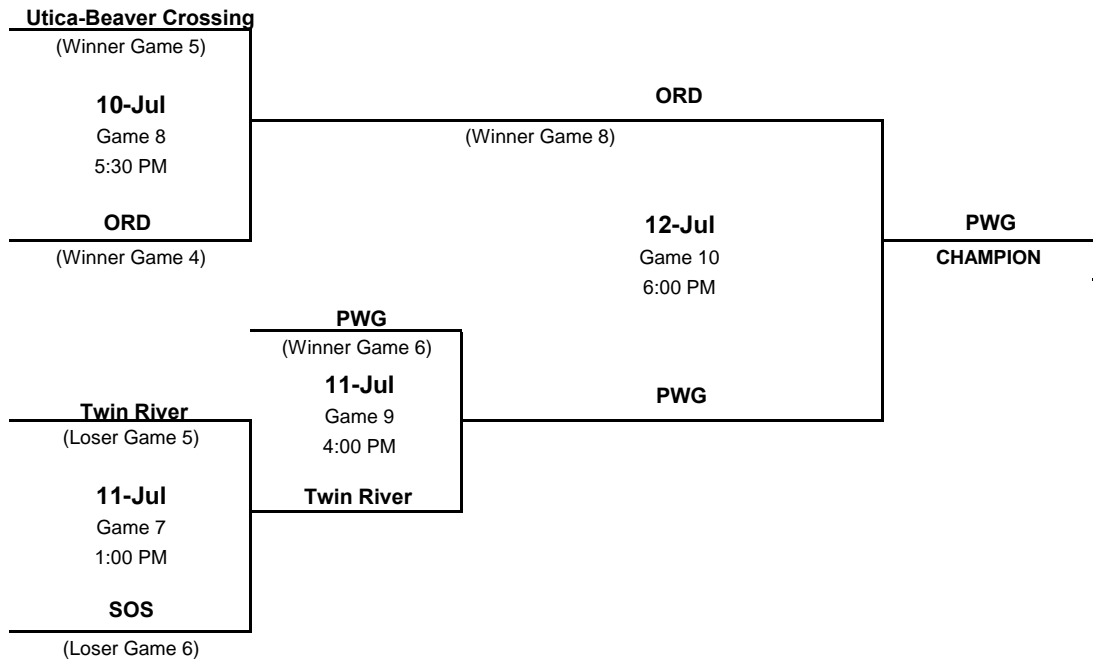 Utica-Beaver Crossing
(Winner Game 5)
10-Jul
Game 8
5:30 PM
ORD
(Winner Game 4)
ORD
(Winner Game 8)
12-Jul
Game 10
6:00 PM
PWG
CHAMPION
PWG
(Winner Game 6)
11-Jul
Game 9
4:00 PM
PWG
Twin River
(Loser Game 5)
11-Jul
Game 7
1:00 PM
Twin River
SOS
(Loser Game 6)